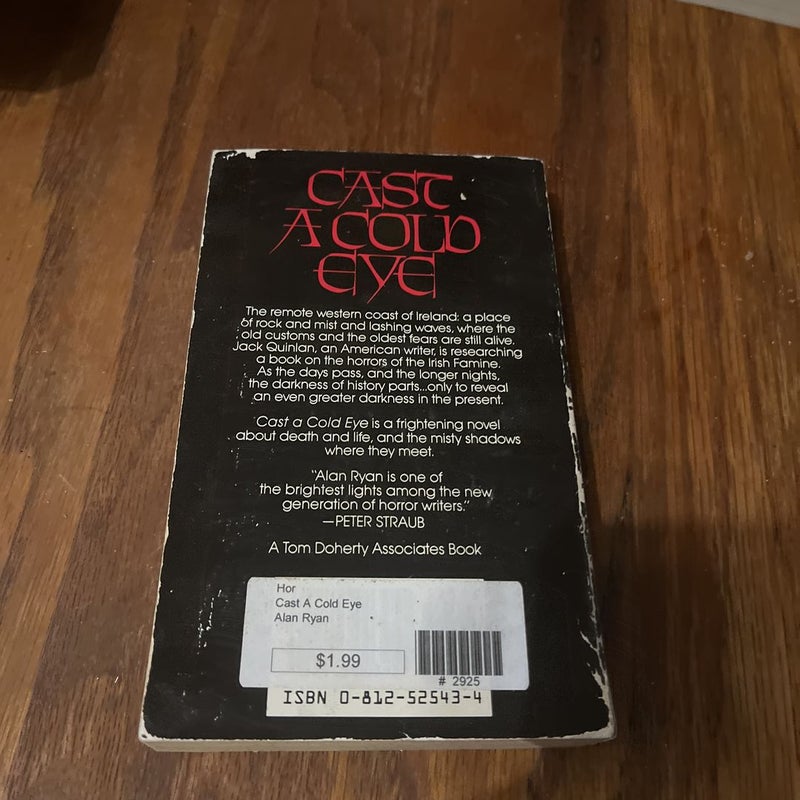 CAST
A COLD
EYE
The remote western coast of Ireland: a place
of rock and mist and lashing waves, where the
old customs and the oldest fears are still alive.
Jack Quinlan, an American writer, is researching
a book on the horrors of the Irish Famine.
As the days pass, and the longer nights,
the darkness of history parts...only to reveal
an even greater darkness in the present.
Cast a Cold Eye is a frightening novel
about death and life, and the misty shadows
where they meet.
"Alan Ryan is one of
the brightest lights among the new
generation of horror writers."
—PETER STRAUB
A Tom Doherty Associates Book
Hor
Cast A Cold Eye
Alan Ryan
$1.99
# 2925
ISBN 0-812-52543-4